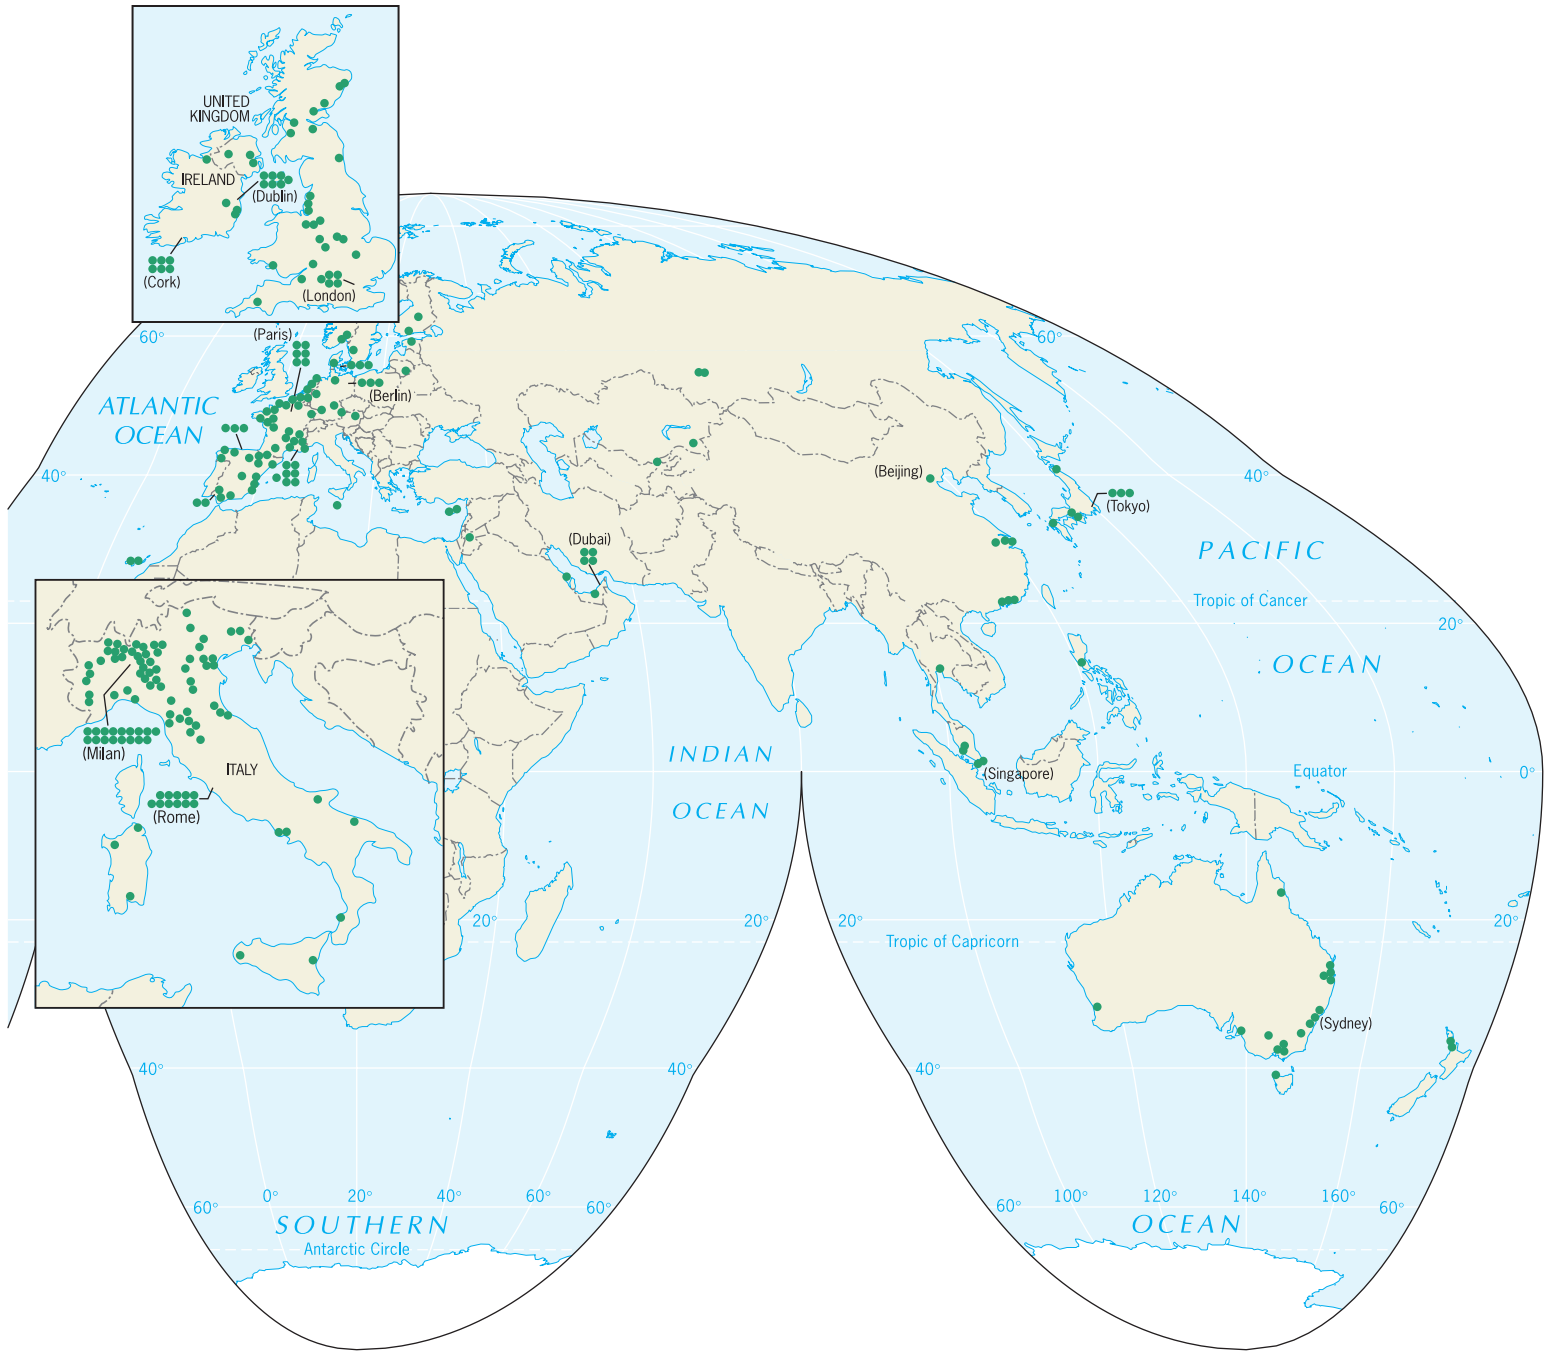 UNITED
KINGDOM
IRELAND
(Dublin)
(Cork)
(London)
60°
(Paris)
60°
ATLANTIC
OCEAN
(Berlin)
40°
(Beijing)
40°
(Tokyo)
(Dubai)
PACIFIC
Tropic of Cancer
20°
OCEAN
(Milan)
ITALY
(Rome)
INDIAN
OCEAN
(Singapore)
Equator
0°
20°
20°
20°
20°
Tropic of Capricorn
(Sydney)
40°
40°
40°
60°
0°
20°
40°
60°
60°
60°
100°
120°
140°
160°
60°
SOUTHERN
OCEAN
Antarctic Circle